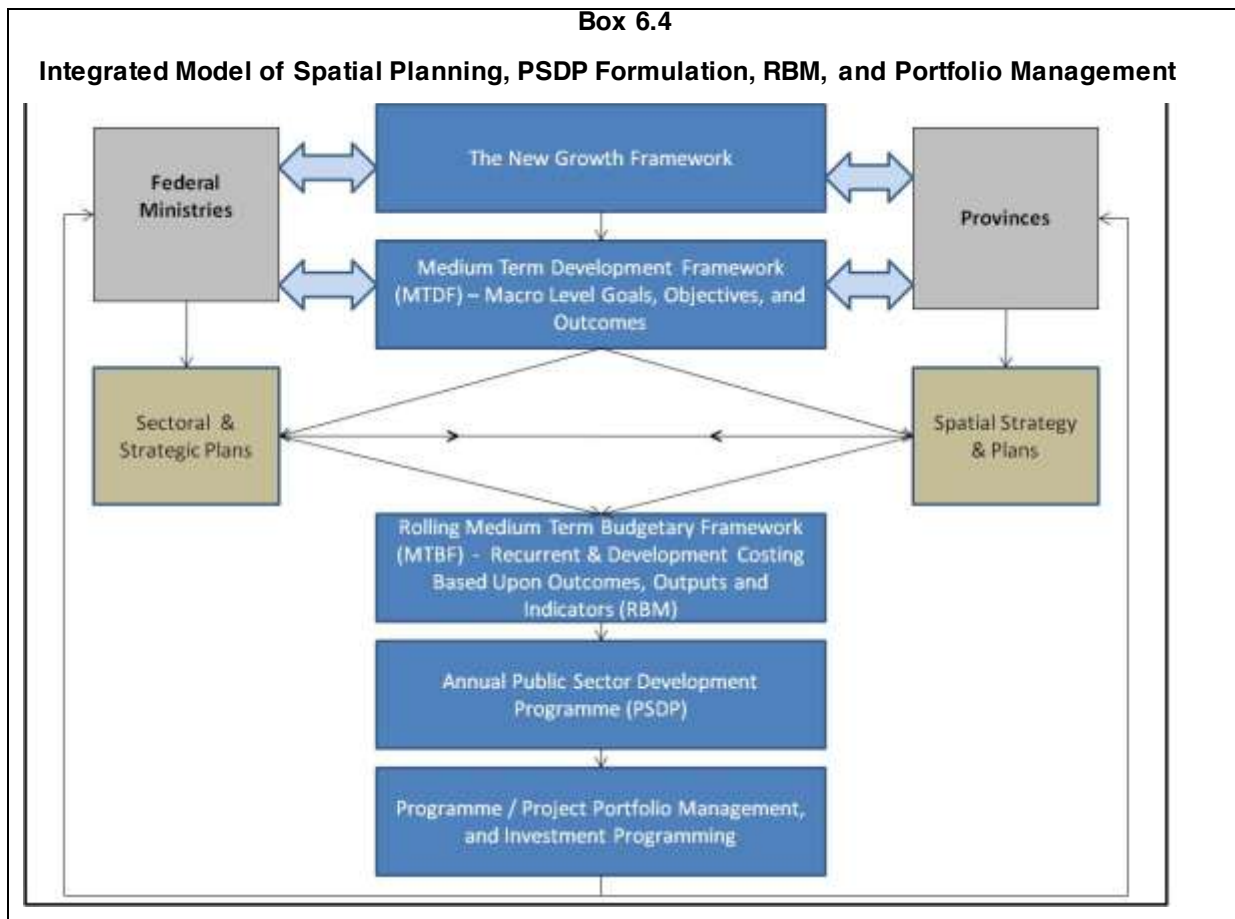 Box 6.4
Integrated Model of Spatial Planning, PSDP Formulation, RBM, and Portfolio Management
The New Growth Framework
Federal
Ministries
Provinces
Medium Term Development Framework
(MTDF) – Macro Level Goals, Objectives, and
Outcomes
Sectoral &
Strategic Plans
Spatial Strategy
& Plans
Rolling Medium Term Budgetary Framework
(MTBF) - Recurrent & Development Costing
Based Upon Outcomes, Outputs and
Indicators (RBM)
Annual Public Sector Development
Programme (PSDP)
Programme / Project Portfolio Management,
and Investment Programming